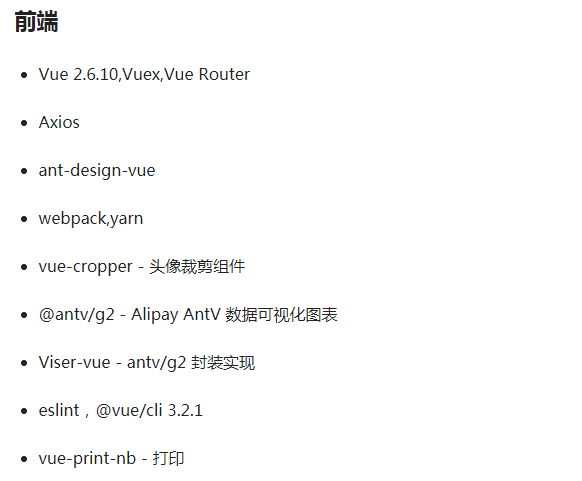 前端
Vue 2.6.10,Vuex,Vue Router
Axios
ant-design-vue
webpack,yarn
vue-cropper - 头像裁剪组件
@antv/g2 - Alipay AntV 数据可视化图表
Viser-vue - antv/g2 封装实现
eslint，@vue/cli 3.2.1
vue-print-nb - 打印